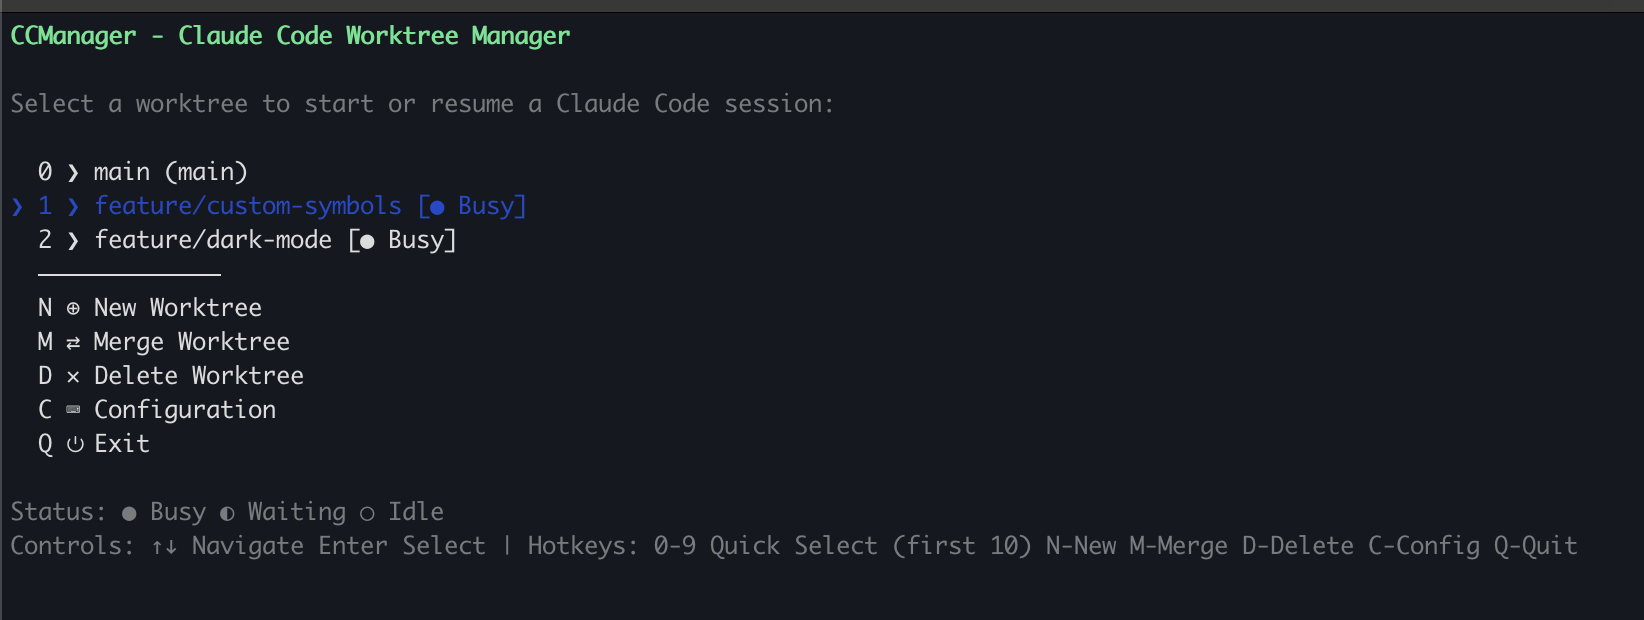 CCManager - Claude Code Worktree Manager
Select a worktree to start or resume a Claude Code session:
0 ❯ main (main)
❯ 1 ❯ feature/custom-symbols [● Busy]
2 ❯ feature/dark-mode [● Busy]
─────────────
N ⊕ New Worktree
M ⇄ Merge Worktree
D × Delete Worktree
C ⌨ Configuration
Q ⏻ Exit
Status: ● Busy ◐ Waiting ○ Idle
Controls: ↑↓ Navigate Enter Select | Hotkeys: 0-9 Quick Select (first 10) N-New M-Merge D-Delete C-Config Q-Quit